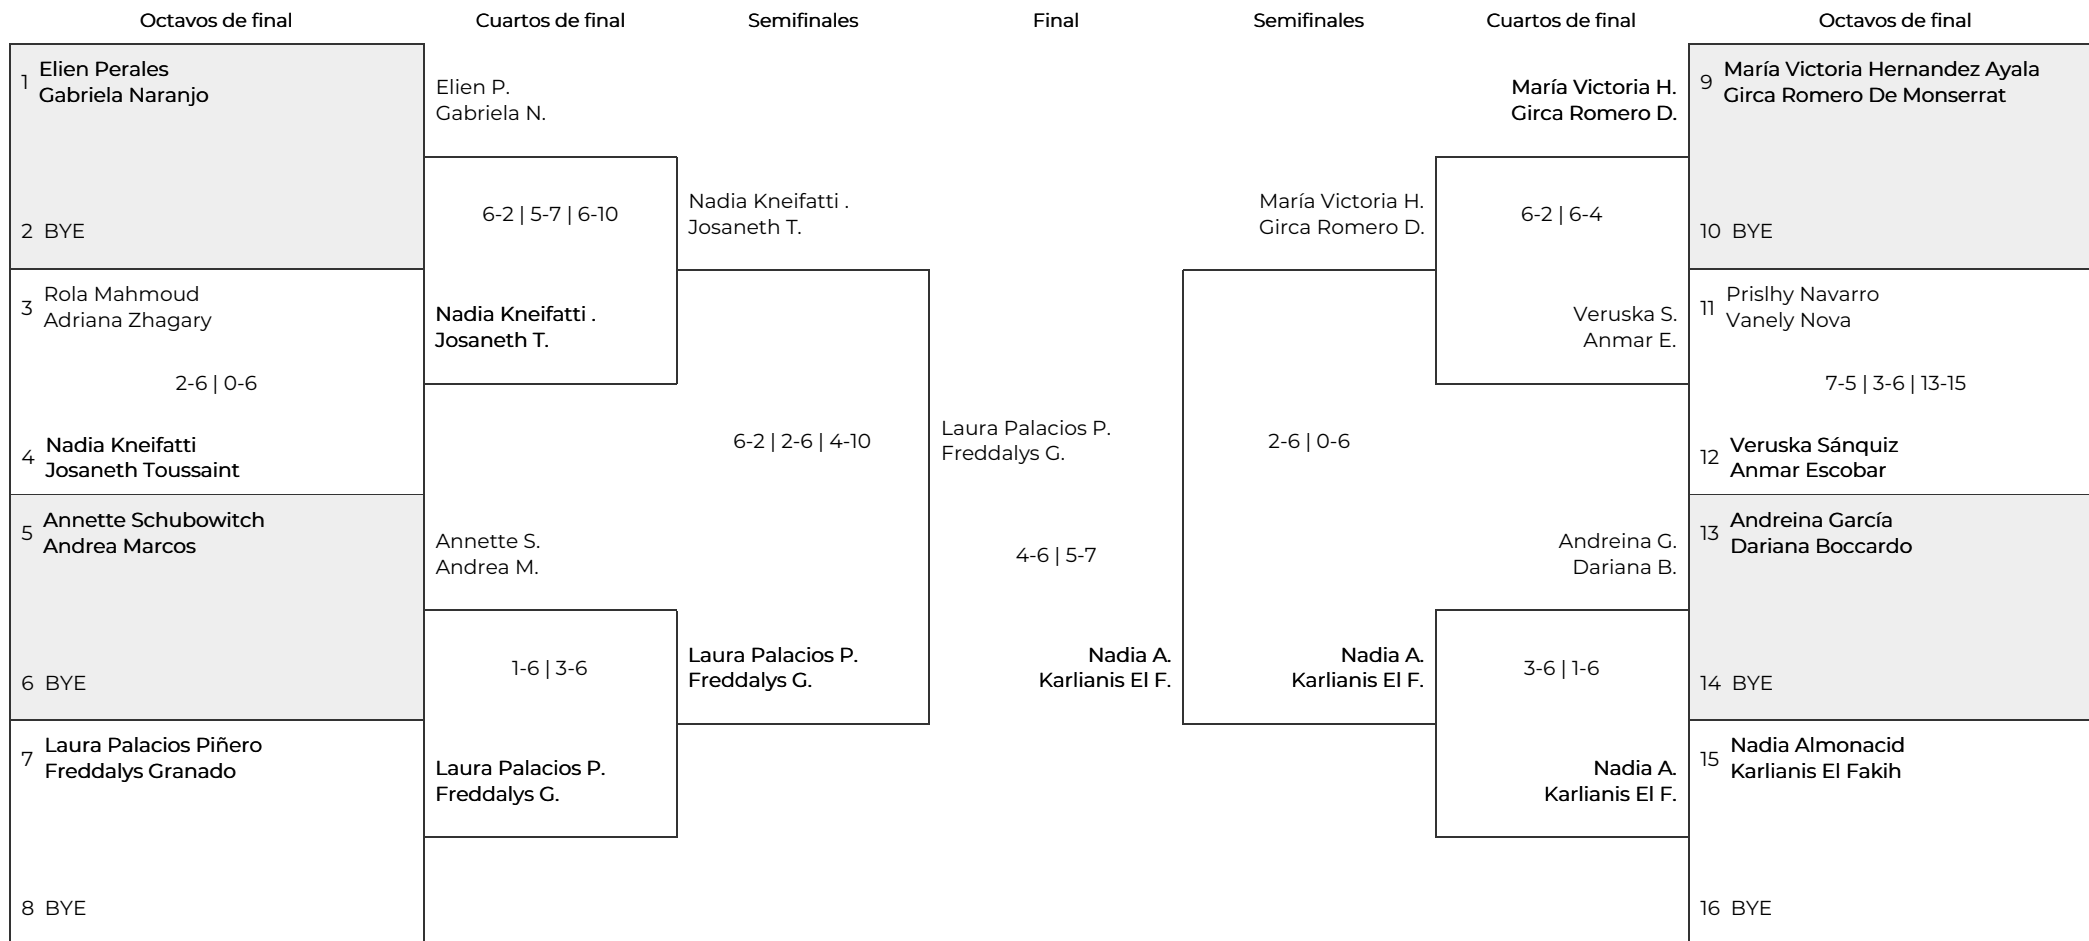 Octavos de final
Cuartos de final
Semifinales
Final
Semifinales
Cuartos de final
Octavos de final
1 Elien Perales
Gabriela Naranjo
2 BYE
3 Rola Mahmoud
Adriana Zhagary
2-6 | 0-6
4 Nadia Kneifatti
Josaneth Toussaint
5 Annette Schubowitch
Andrea Marcos
6 BYE
7 Laura Palacios Piñero
Freddalys Granado
8 BYE
Elien P.
Gabriela N.
6-2 | 5-7 | 6-10
Nadia Kneifatti .
Josaneth T.
Annette S.
Andrea M.
1-6 | 3-6
Laura Palacios P.
Freddalys G.
Nadia Kneifatti .
Josaneth T.
6-2 | 2-6 | 4-10
Laura Palacios P.
Freddalys G.
Laura Palacios P.
Freddalys G.
4-6 | 5-7
Nadia A.
Karlianis El F.
María Victoria H.
Girca Romero D.
2-6 | 0-6
Nadia A.
Karlianis El F.
María Victoria H.
Girca Romero D.
6-2 | 6-4
Veruska S.
Anmar E.
Andreina G.
Dariana B.
3-6 | 1-6
Nadia A.
Karlianis El F.
9 María Victoria Hernandez Ayala
Girca Romero De Monserrat
10 BYE
11 Prislhy Navarro
Vanely Nova
7-5 | 3-6 | 13-15
12 Veruska Sánquiz
Anmar Escobar
13 Andreina García
Dariana Boccardo
14 BYE
15 Nadia Almonacid
Karlianis El Fakih
16 BYE